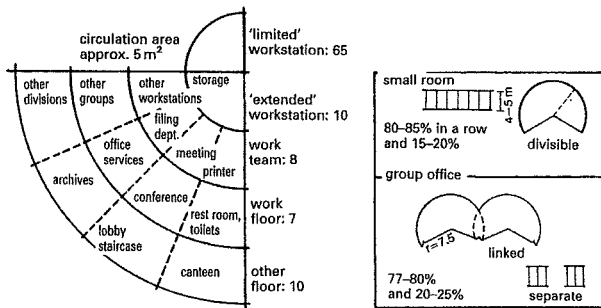 circulation area
approx. 5 m²
'limited'
workstation: 65
storage
other
divisions
other
groups
other
workstations
'extended'
workstation: 10
filing
dept.
office
services
meeting
printer
work
team: 8
archives
conference
work
floor: 7
rest room,
toilets
lobby
staircase
canteen
other
floor: 10
small room
4–5 m
80–85% in a row
and 15–20%
divisible
group office
r=7.5
linked
77–80%
and 20–25%
separate